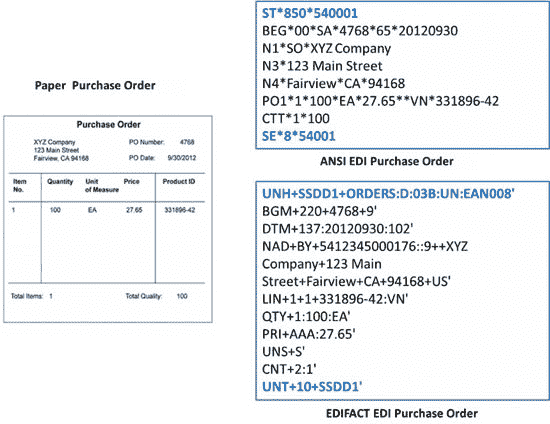 Paper Purchase Order
Purchase Order
XYZ Company PO Number: 4768
123 Main Street
Fairview, CA 94168 PO Date: 9/30/2012
Item No. Quantity Unit of Measure Price Product ID
1 100 EA 27.65 331896-42
Total Items: 1 Total Quality: 100
ST*850*540001
BEG*00*SA*4768*65*20120930
N1*SO*XYZ Company
N3*123 Main Street
N4*Fairview*CA*94168
PO1*1*100*EA*27.65**VN*331896-42
CTT*1*100
SE*8*54001
ANSI EDI Purchase Order
UNH+SSDD1+ORDERS:D:03B:UN:EAN008'
BGM+220+4768+9'
DTM+137:20120930:102'
NAD+BY+5412345000176::9++XYZ
Company+123 Main
Street+Fairview+CA+94168+US'
LIN+1+1+331896-42:VN'
QTY+1:100:EA'
PRI+AAA:27.65'
UNS+S'
CNT+2:1'
UNT+10+SSDD1'
EDIFACT EDI Purchase Order